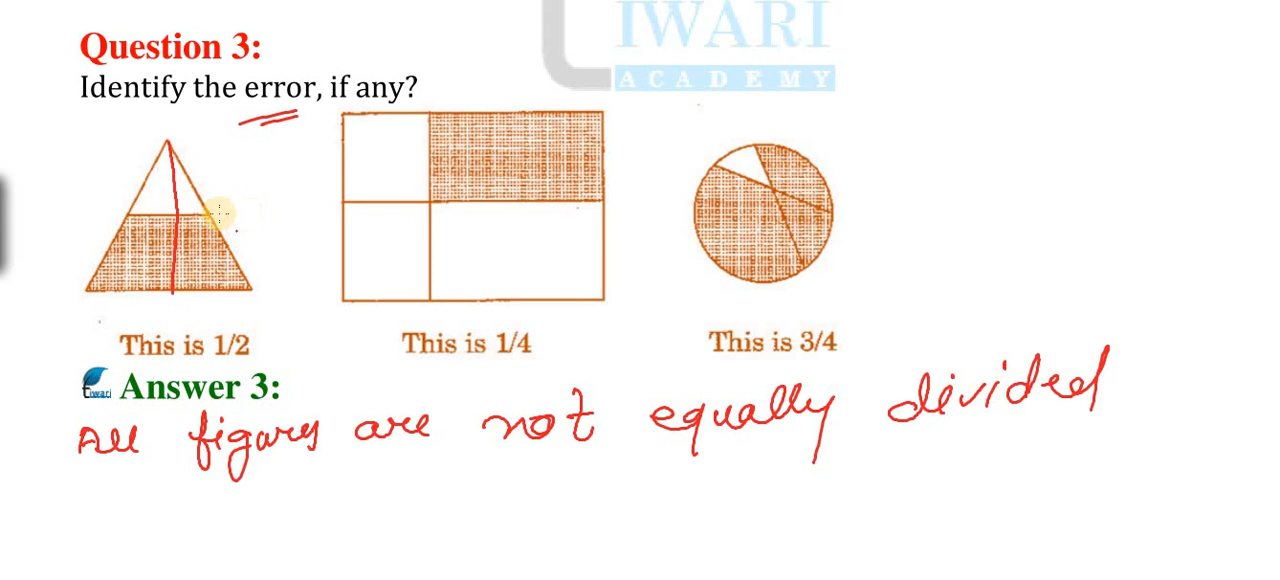 IWARI
ACADEMY
Question 3:
Identify the error, if any?
This is 1/2
This is 1/4
This is 3/4
Tiwari
Answer 3:
All figures are not equally divided